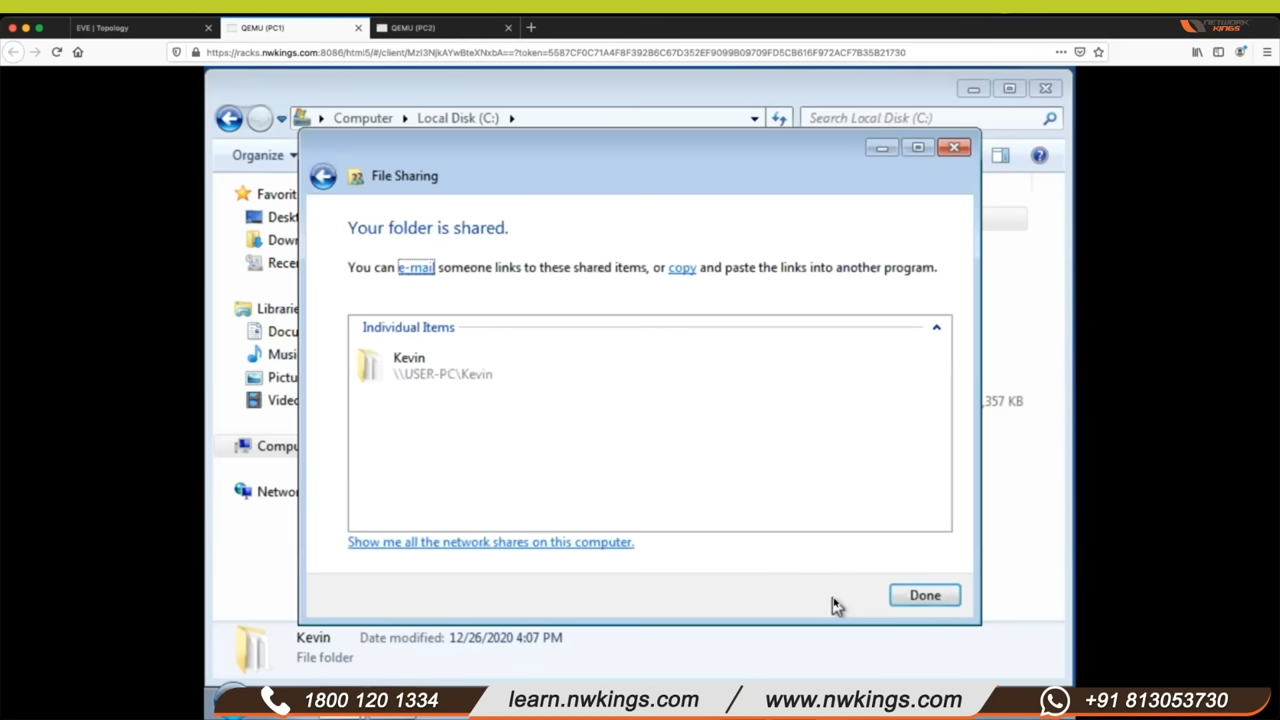 EVE | Topology
QEMU (PC1)
QEMU (PC2)
NETWORK
KINGS
https://racks.nwkings.com:8086/html5/#/client/MzI3NjkAYwBteXNxbA==?token=5587CF0C71A4F8F392B6C67D352EF9099B09709FD5CB616F972ACF7B35B21730
Computer
Local Disk (C:)
Search Local Disk (C:)
Organize
File Sharing
Favorit
Deskt
Down
Recer
Librarie
Docu
Musi
Pictu
Videc
Compu
Netwo
Your folder is shared.
You can e-mail someone links to these shared items, or copy and paste the links into another program.
Individual Items
Kevin
\\USER-PC\Kevin
,357 KB
Show me all the network shares on this computer.
Done
Kevin
Date modified: 12/26/2020 4:07 PM
File folder
1800 120 1334
learn.nwkings.com / www.nwkings.com
+91 813053730